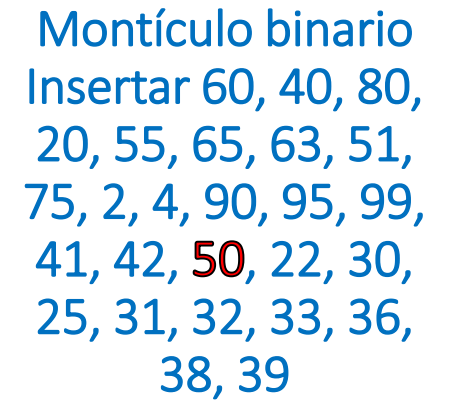 Montículo binario
Insertar 60, 40, 80,
20, 55, 65, 63, 51,
75, 2, 4, 90, 95, 99,
41, 42, 50, 22, 30,
25, 31, 32, 33, 36,
38, 39